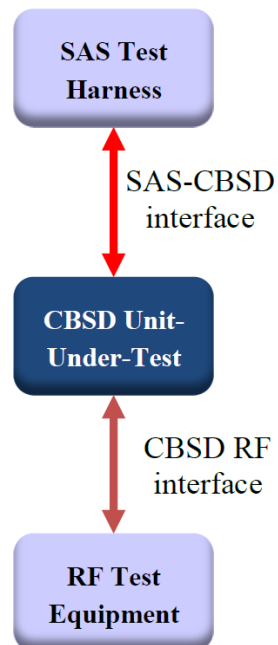 SAS Test
Harness
SAS-CBSD
interface
CBSD Unit-
Under-Test
CBSD RF
interface
RF Test
Equipment